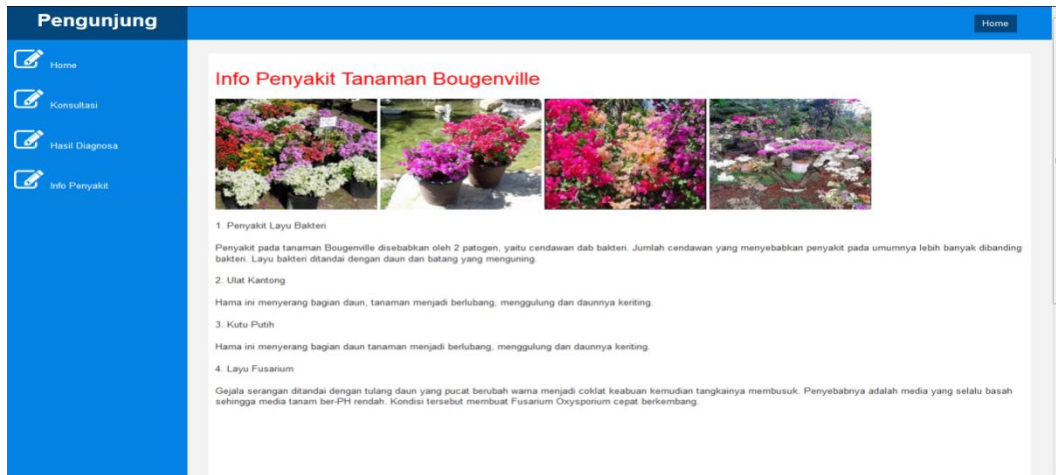 Pengunjung
Home
Home
Konsultasi
Hasil Diagnosa
Info Penyakit
Info Penyakit Tanaman Bougenville
1. Penyakit Layu Bakteri
Penyakit pada tanaman Bougenville disebabkan oleh 2 patogen, yaitu cendawan dab bakteri. Jumlah cendawan yang menyebabkan penyakit pada umumnya lebih banyak dibanding
bakteri. Layu bakteri ditandai dengan daun dan batang yang menguning.
2. Ulat Kantong
Hama ini menyerang bagian daun, tanaman menjadi berlubang, menggulung dan daunnya keriting.
3. Kutu Putih
Hama ini menyerang bagian daun tanaman menjadi berlubang, menggulung dan daunnya keriting.
4. Layu Fusarium
Gejala serangan ditandai dengan tulang daun yang pucat berubah warna menjadi coklat keabuan kemudian tangkainya membusuk. Penyebabnya adalah media yang selalu basah
sehingga media tanam ber-PH rendah. Kondisi tersebut membuat Fusarium Oxysporium cepat berkembang.